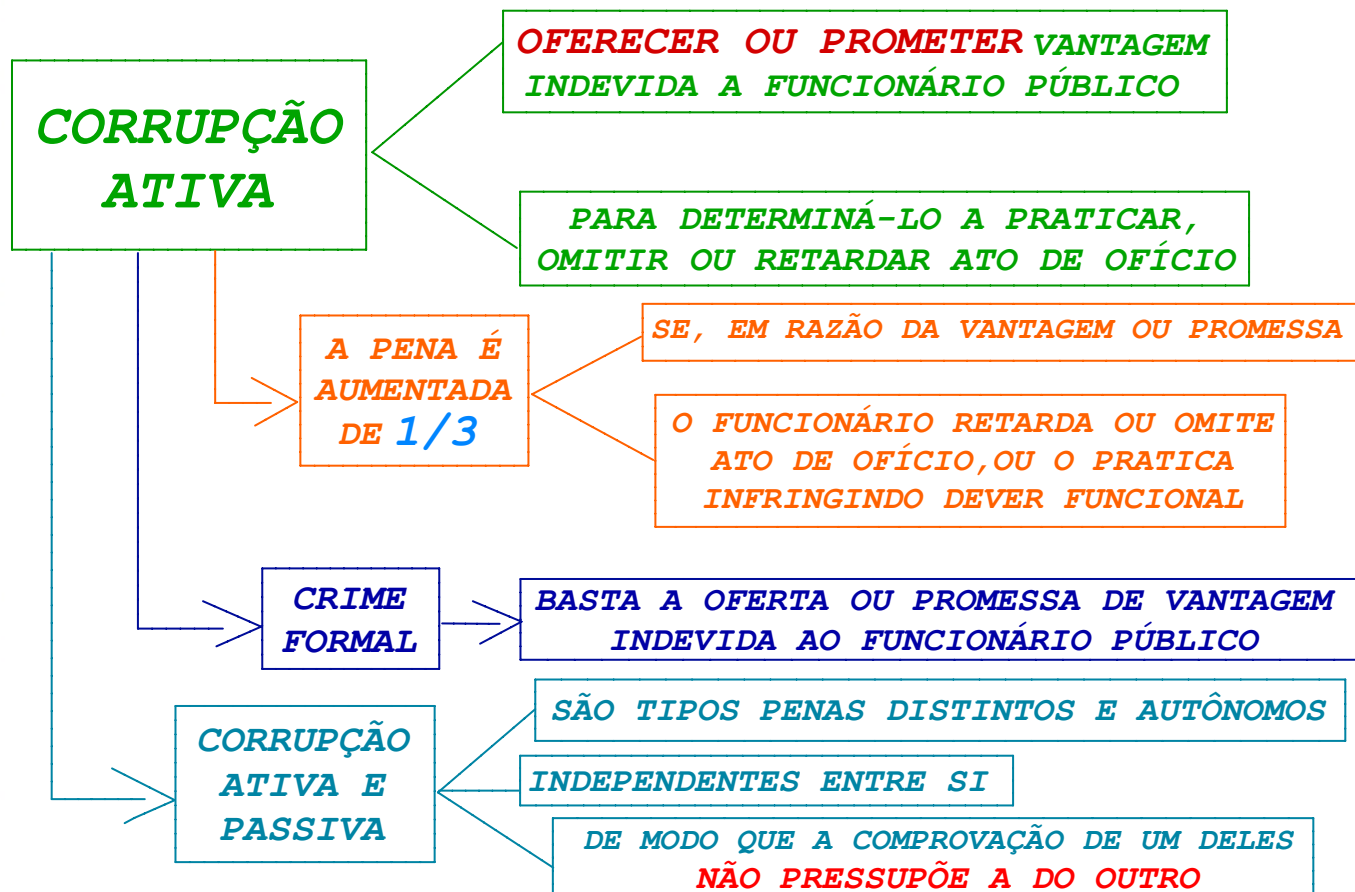 CORRUPÇÃO
ATIVA
OFERECER OU PROMETER VANTAGEM
INDEVIDA A FUNCIONÁRIO PÚBLICO
PARA DETERMINÁ-LO A PRATICAR,
OMITIR OU RETARDAR ATO DE OFÍCIO
A PENA É
AUMENTADA
DE 1/3
SE, EM RAZÃO DA VANTAGEM OU PROMESSA
O FUNCIONÁRIO RETARDA OU OMITE
ATO DE OFÍCIO,OU O PRATICA
INFRINGINDO DEVER FUNCIONAL
CRIME
FORMAL
BASTA A OFERTA OU PROMESSA DE VANTAGEM
INDEVIDA AO FUNCIONÁRIO PÚBLICO
CORRUPÇÃO
ATIVA E
PASSIVA
SÃO TIPOS PENAS DISTINTOS E AUTÔNOMOS
INDEPENDENTES ENTRE SI
DE MODO QUE A COMPROVAÇÃO DE UM DELES
NÃO PRESSUPÕE A DO OUTRO